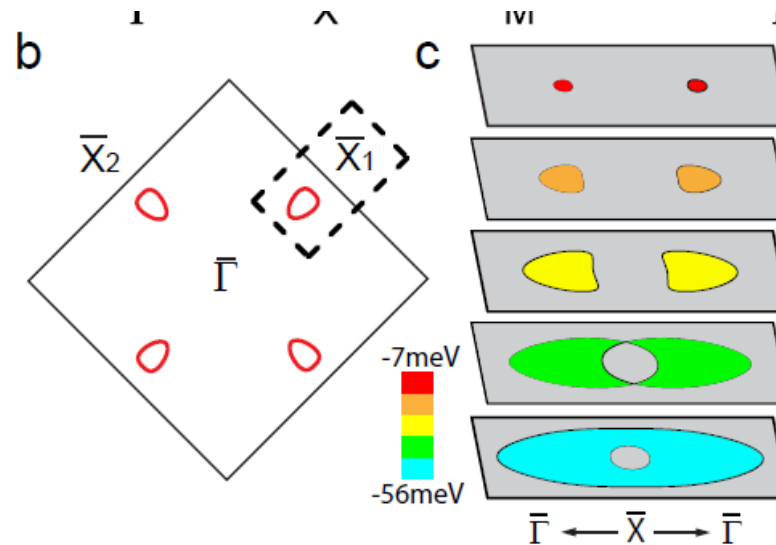 X
M
b
c
X̄₂
X̄₁
Γ̄
-7meV
-56meV
Γ̄ ← X̄ → Γ̄